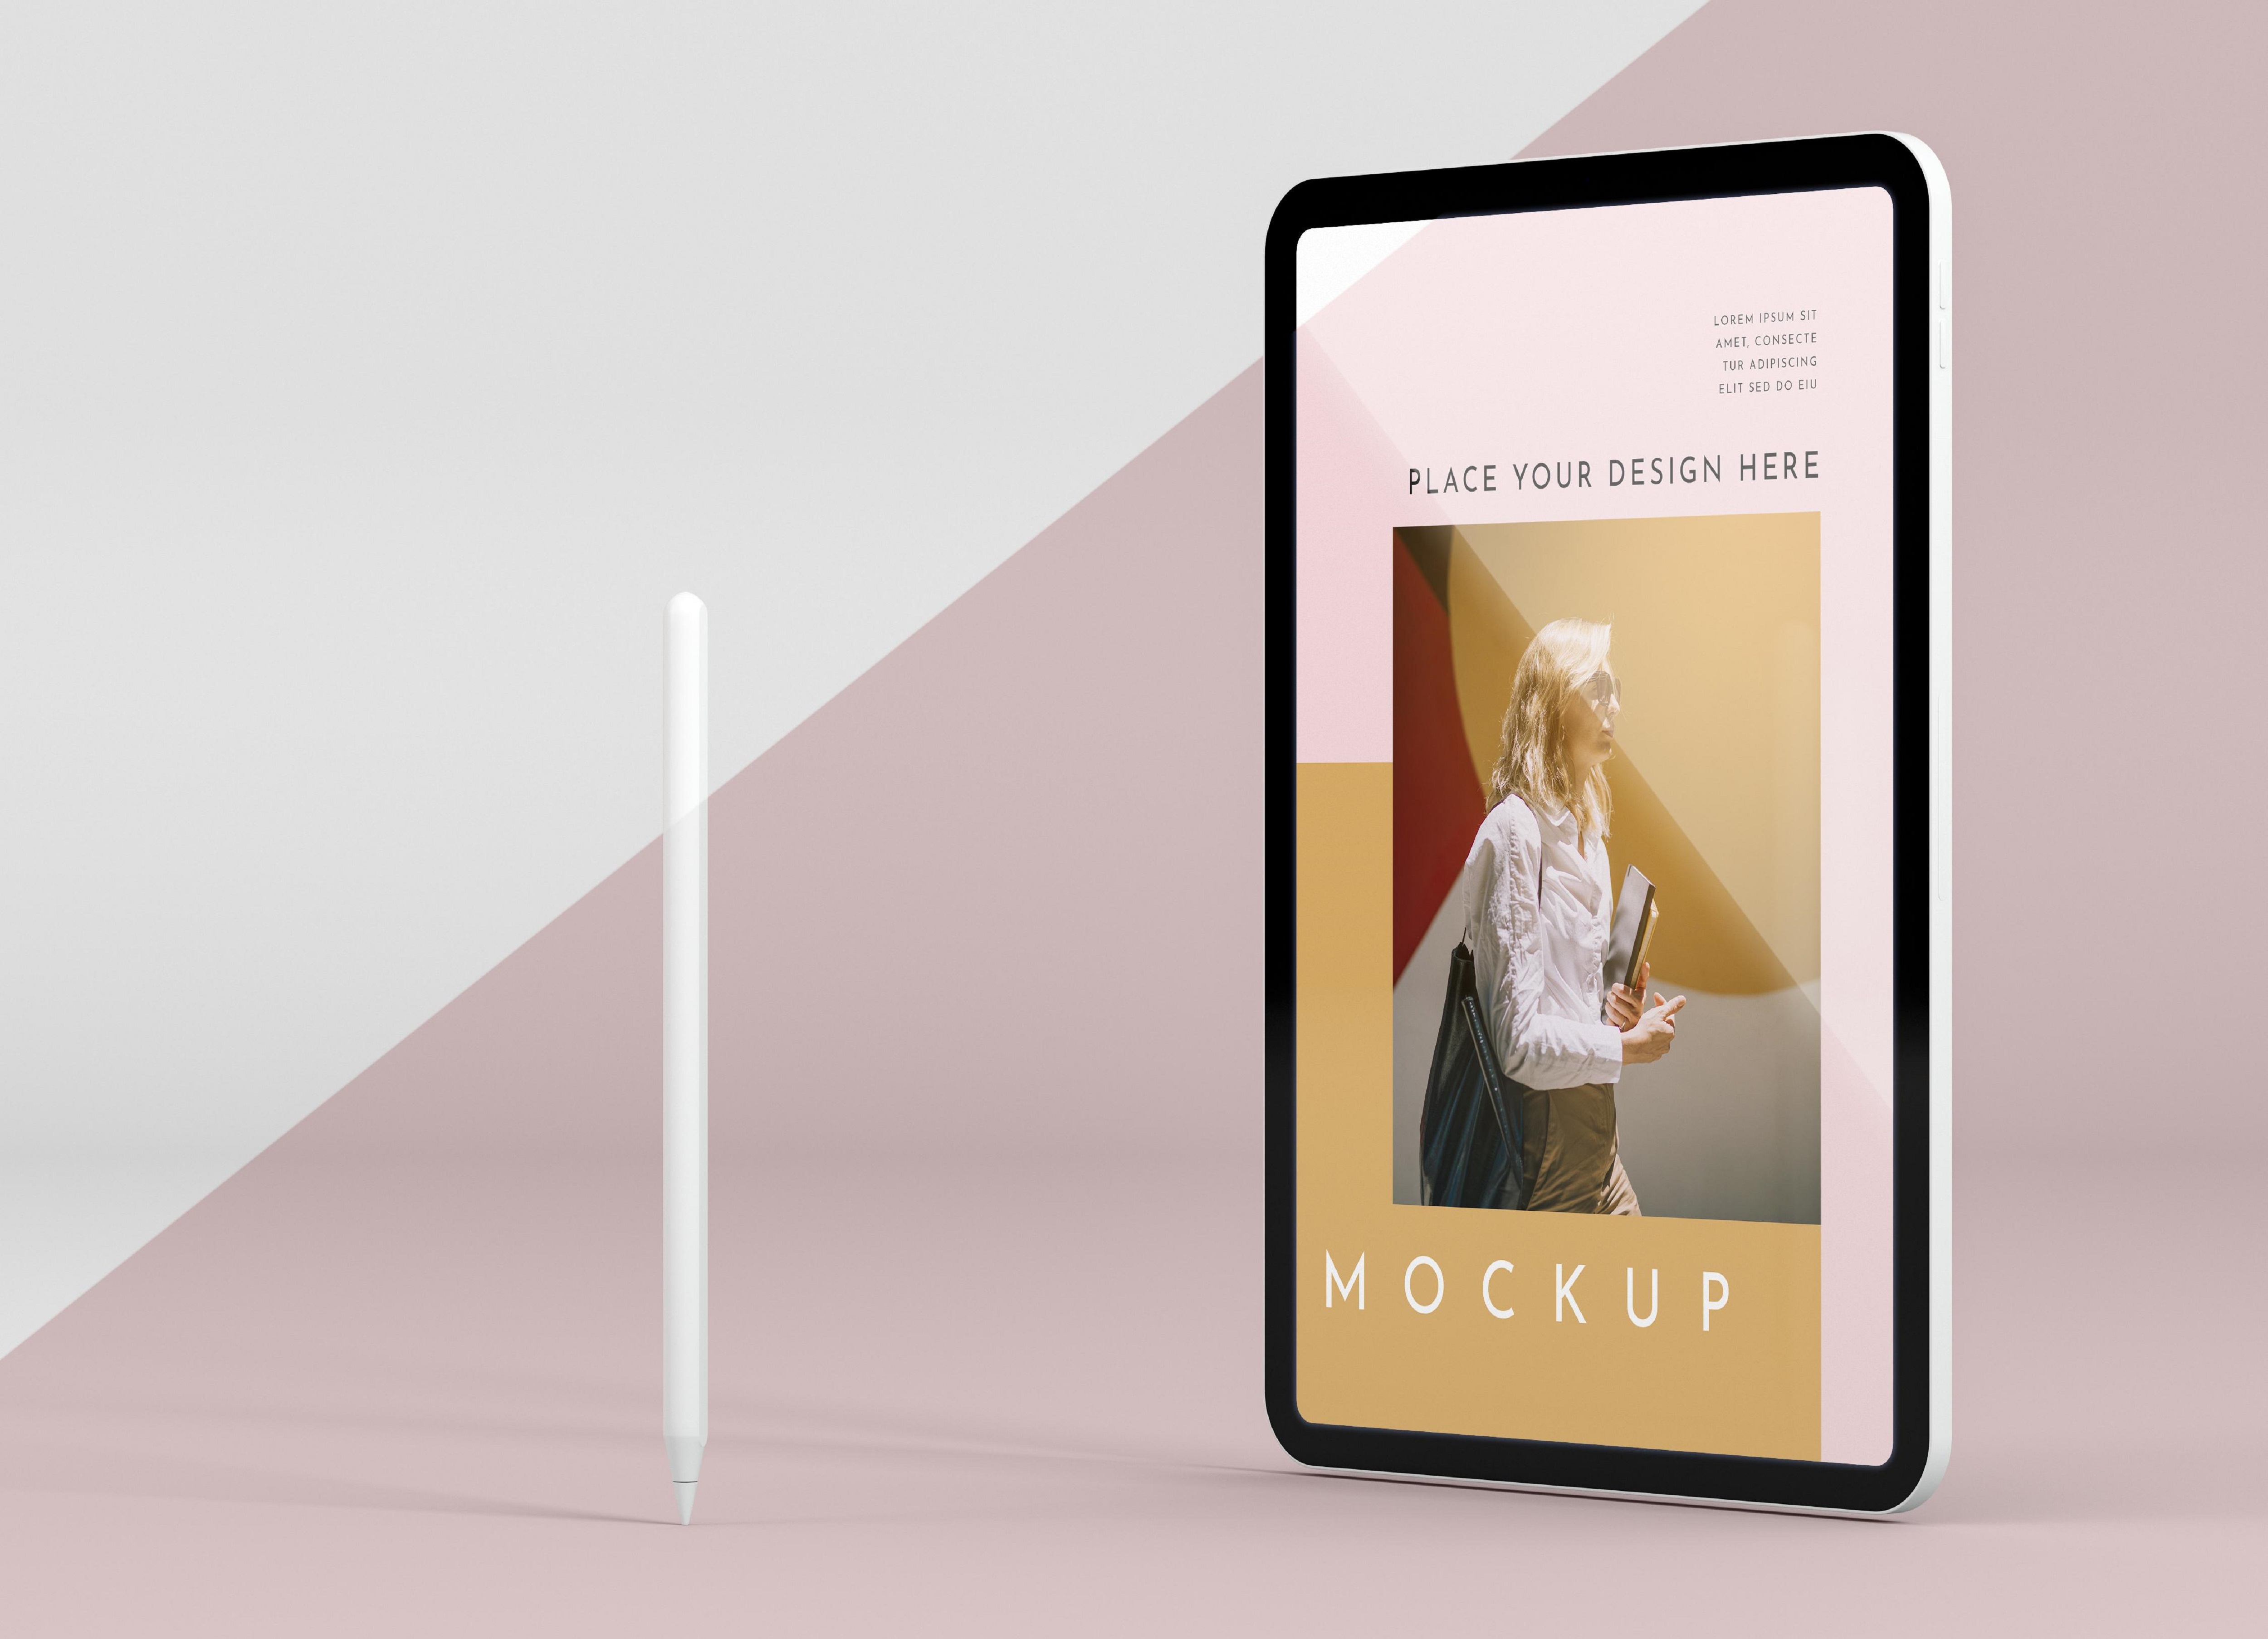 LOREM IPSUM SIT
AMET, CONSECTE
TUR ADIPISCING
ELIT SED DO EIU
PLACE YOUR DESIGN HERE
MOCKUP